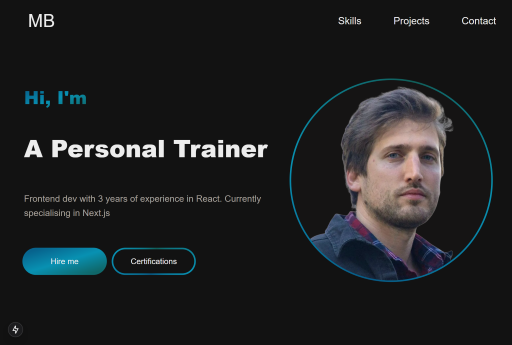 MB
Skills
Projects
Contact
Hi, I'm
A Personal Trainer
Frontend dev with 3 years of experience in React. Currently
specialising in Next.js
Hire me
Certifications